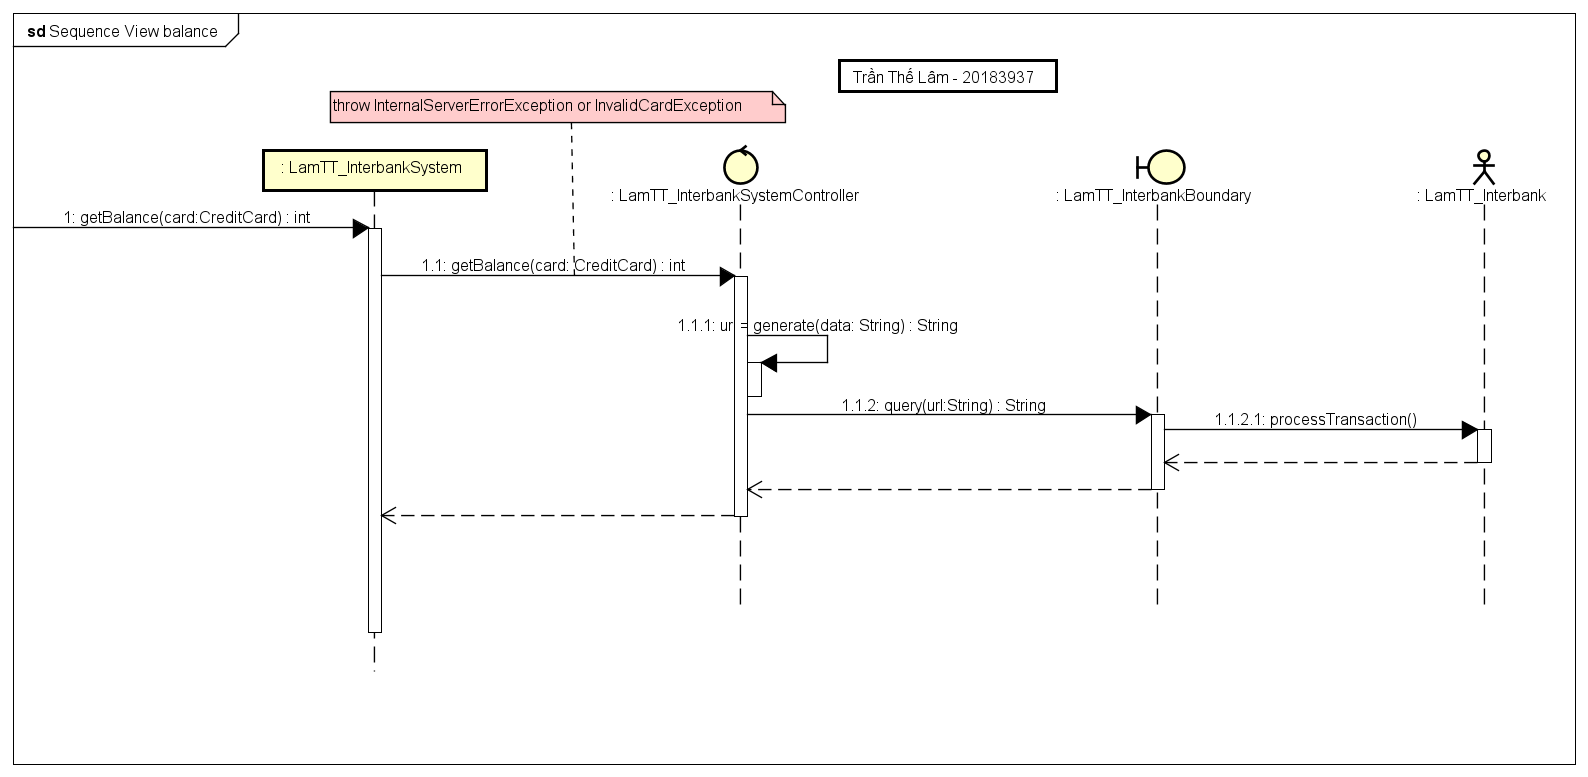 sd Sequence View balance
Trần Thế Lâm - 20183937
throw InternalServerErrorException or InvalidCardException
: LamTT_InterbankSystem
: LamTT_InterbankSystemController
: LamTT_InterbankBoundary
: LamTT_Interbank
1: getBalance(card:CreditCard) : int
1.1: getBalance(card: CreditCard) : int
1.1.1: url = generate(data: String) : String
1.1.2: query(url:String) : String
1.1.2.1: processTransaction()